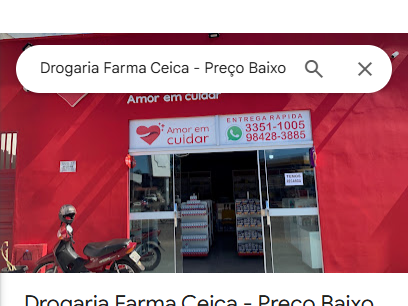 Drogaria Farma Ceica - Preço Baixo
Amor em cuidar
ENTREGA RÁPIDA
Amor em
cuidar
3351-1005
98428-3885
Drogaria Farma Ceica - Preço Baixo